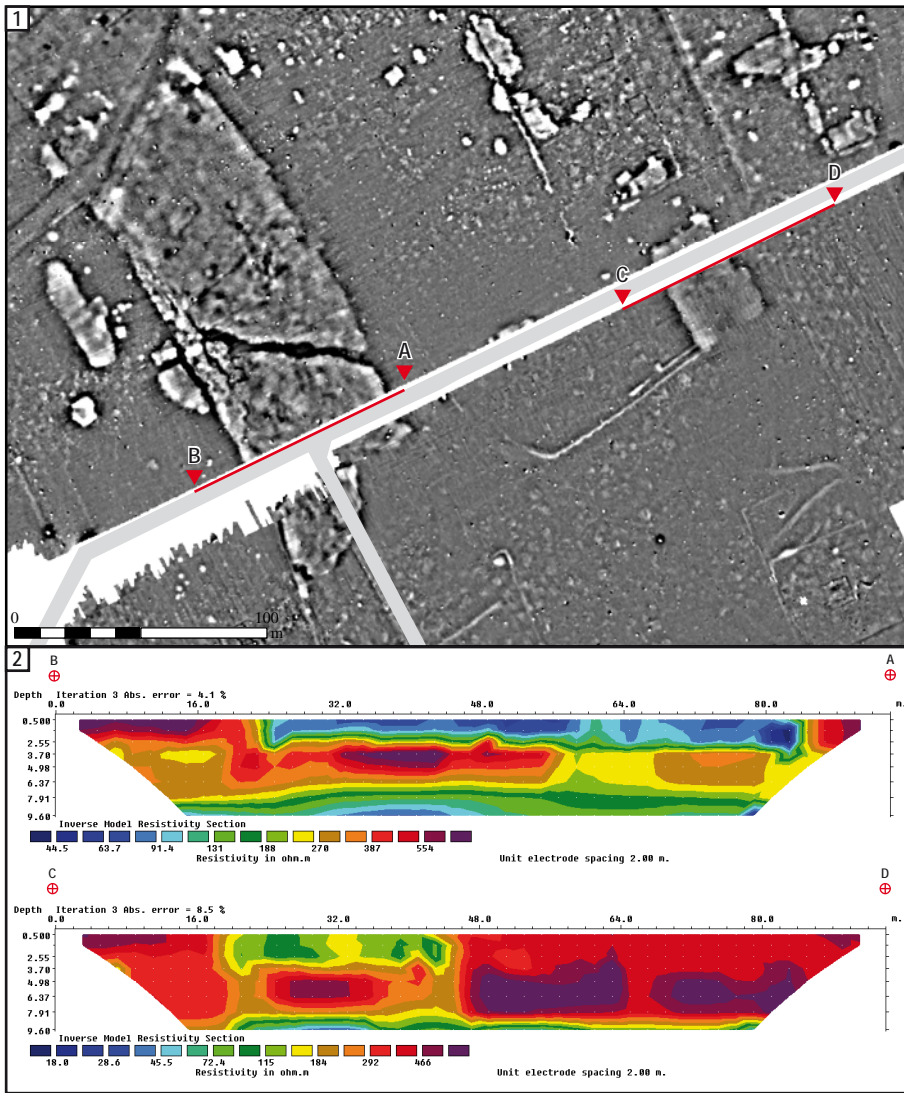 1
D
C
A
B
0
100
m
2
B
A
Depth Iteration 3 Abs. error = 4.1 %
0.0 16.0 32.0 48.0 64.0 80.0 m.
0.500
2.55
3.70
4.98
6.37
7.91
9.60
Inverse Model Resistivity Section
44.5 63.7 91.4 131 188 270 387 554
Resistivity in ohm.m Unit electrode spacing 2.00 m.
C
D
Depth Iteration 3 Abs. error = 8.5 %
0.0 16.0 32.0 48.0 64.0 80.0 m.
0.500
2.55
3.70
4.98
6.37
7.91
9.60
Inverse Model Resistivity Section
18.0 28.6 45.5 72.4 115 184 292 466
Resistivity in ohm.m Unit electrode spacing 2.00 m.